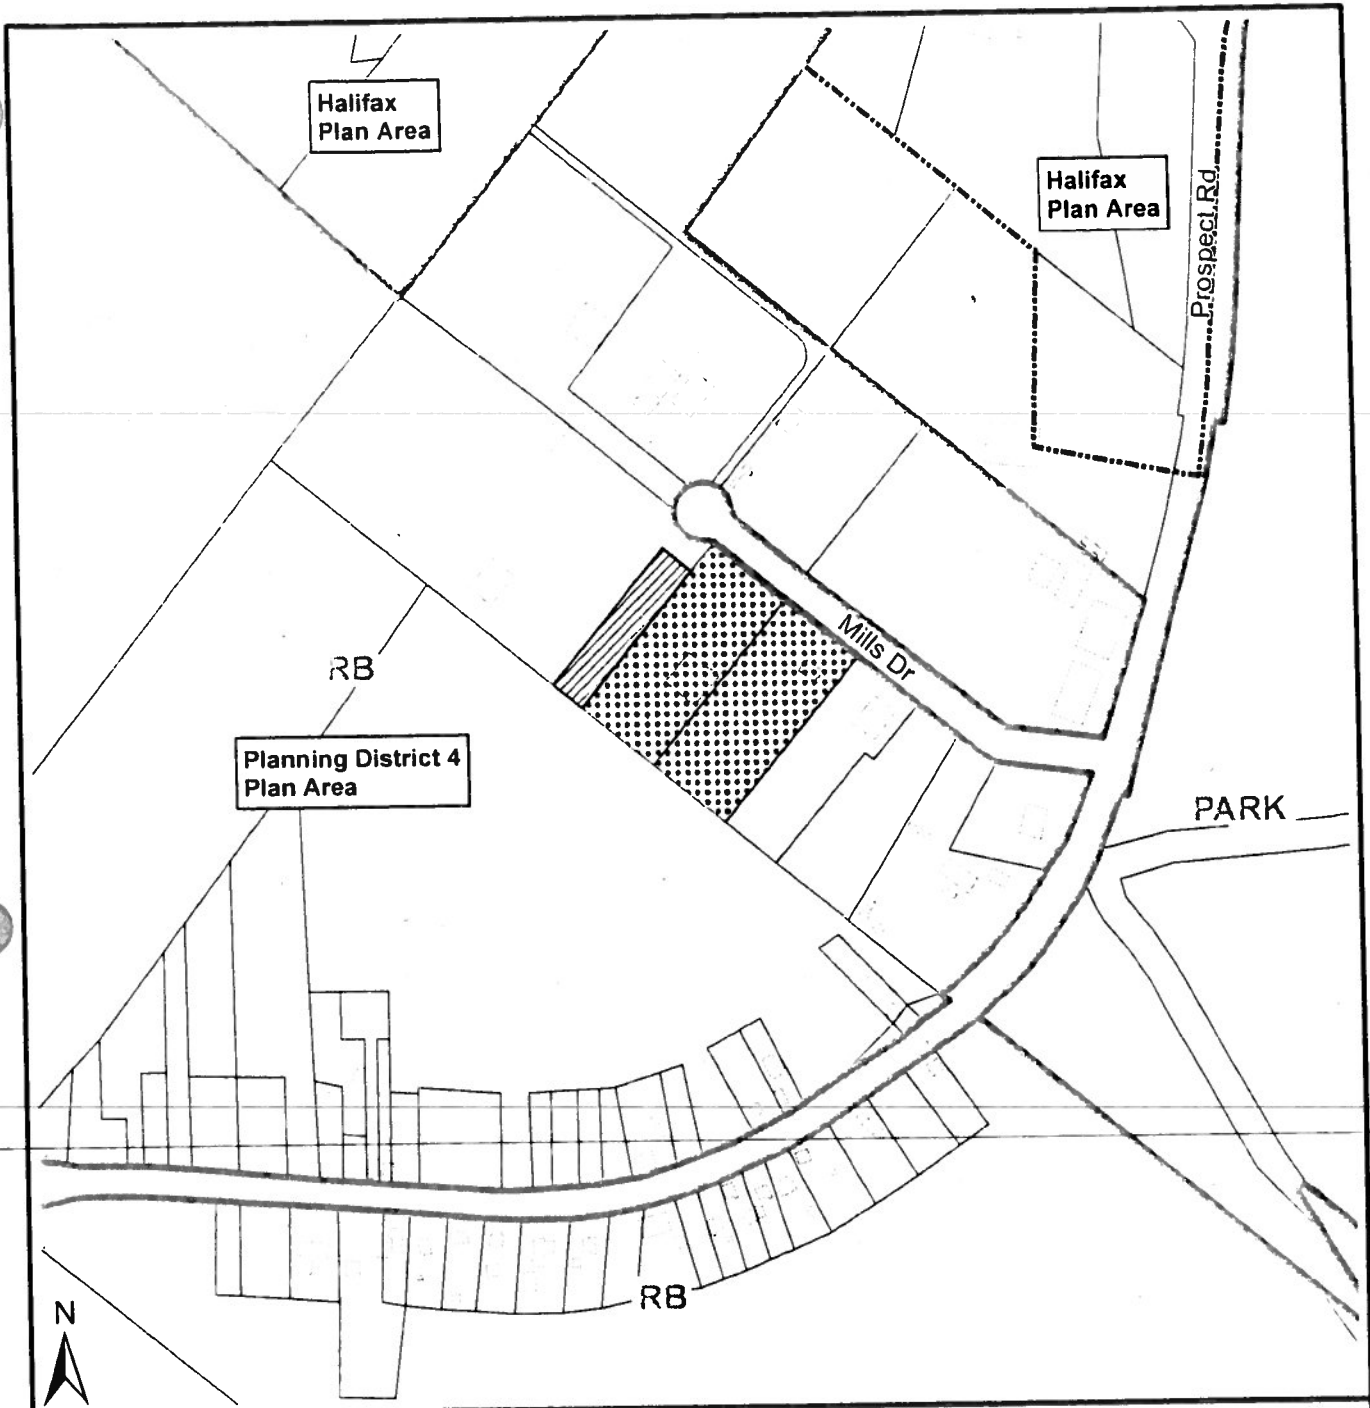 Halifax
Plan Area
Halifax
Plan Area
Prospect Rd
Mills Dr
RB
Planning District 4
Plan Area
PARK
RB
N